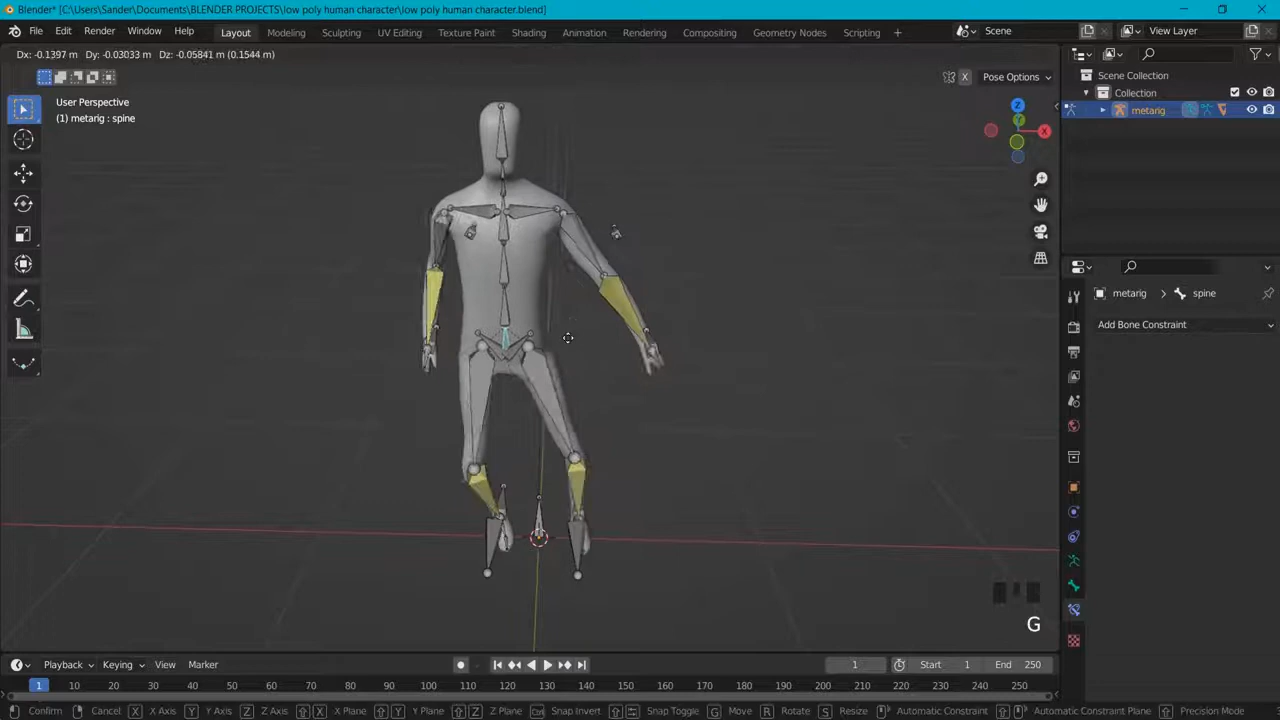 Blender* [C:\Users\Sander\Documents\BLENDER PROJECTS\low poly human character\low poly human character.blend]
File Edit Render Window Help Layout Modeling Sculpting UV Editing Texture Paint Shading Animation Rendering Compositing Geometry Nodes Scripting + Scene View Layer
Dx: -0.1397 m Dy: -0.03033 m Dz: -0.05841 m (0.1544 m)
X Pose Options
User Perspective
(1) metarig : spine
Z
Y
X
Scene Collection
Collection
metarig
metarig > spine
Add Bone Constraint
G
Playback Keying View Marker 1 Start 1 End 250
1 10 20 30 40 50 60 70 80 90 100 110 120 130 140 150 160 170 180 190 200 210 220 230 240 250
Confirm Cancel X X Axis Y Y Axis Z Z Axis X X Plane Y Y Plane Z Z Plane Ctrl Snap Invert Snap Toggle G Move R Rotate S Resize Automatic Constraint Automatic Constraint Plane Precision Mode